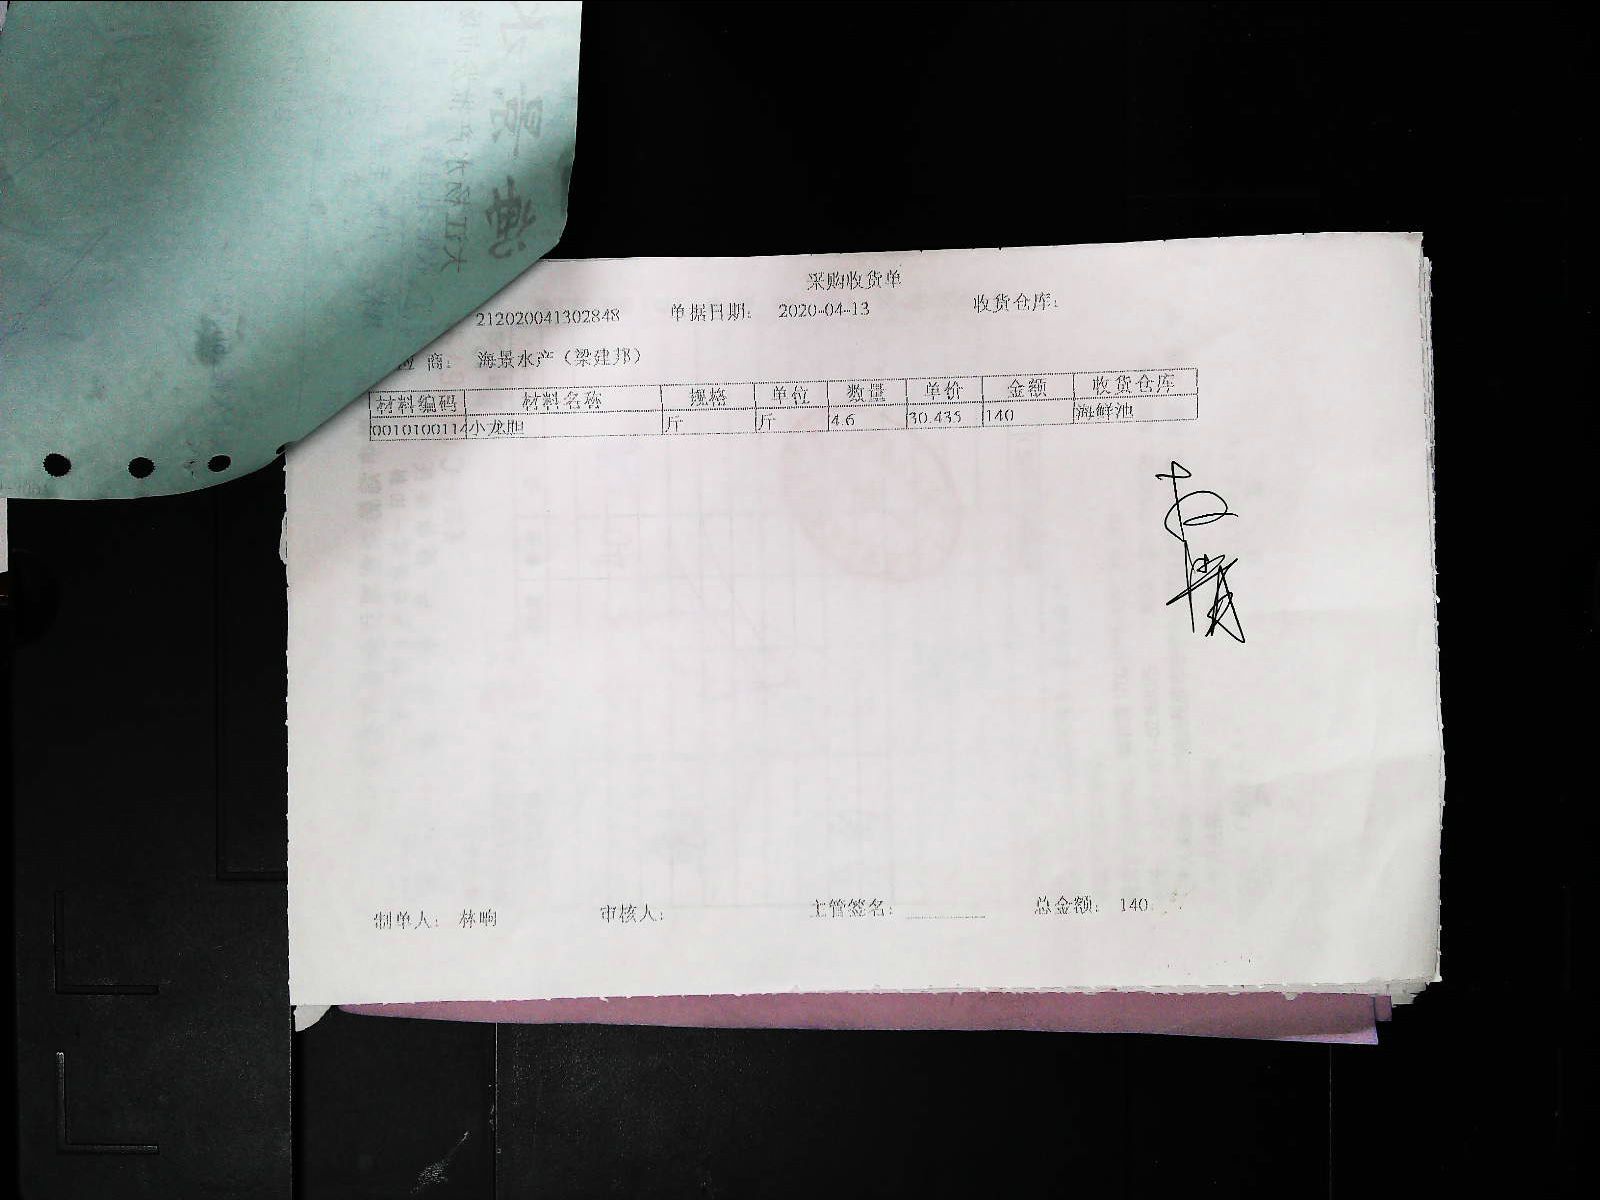 采购收货单
212020041302848 单据日期： 2020-04-13 收货仓库：
应 商： 海景水产（梁建邦）
材料编码 材料名称 规格 单位 数量 单价 金额 收货仓库
0010100114 小龙胆 斤 斤 4.6 30.435 140 海鲜池
制单人： 林响 审核人： 主管签名： 总金额： 140